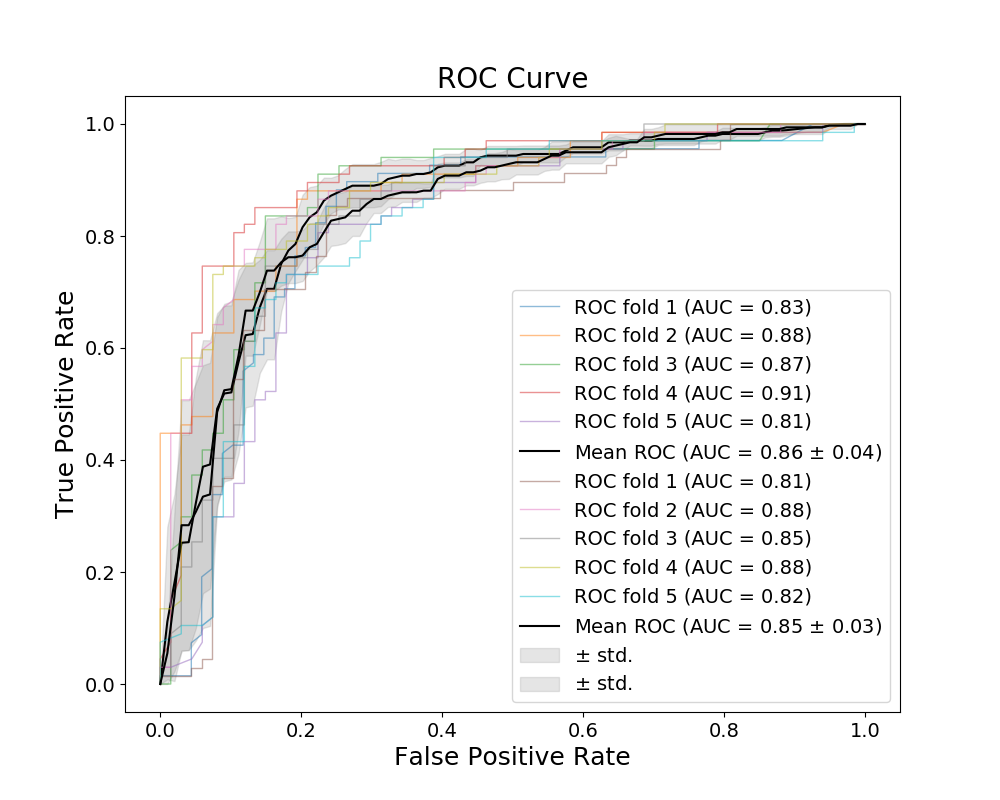 ROC Curve
True Positive Rate
1.0
0.8
0.6
0.4
0.2
0.0
ROC fold 1 (AUC = 0.83)
ROC fold 2 (AUC = 0.88)
ROC fold 3 (AUC = 0.87)
ROC fold 4 (AUC = 0.91)
ROC fold 5 (AUC = 0.81)
Mean ROC (AUC = 0.86 ± 0.04)
ROC fold 1 (AUC = 0.81)
ROC fold 2 (AUC = 0.88)
ROC fold 3 (AUC = 0.85)
ROC fold 4 (AUC = 0.88)
ROC fold 5 (AUC = 0.82)
Mean ROC (AUC = 0.85 ± 0.03)
± std.
± std.
0.0 0.2 0.4 0.6 0.8 1.0
False Positive Rate